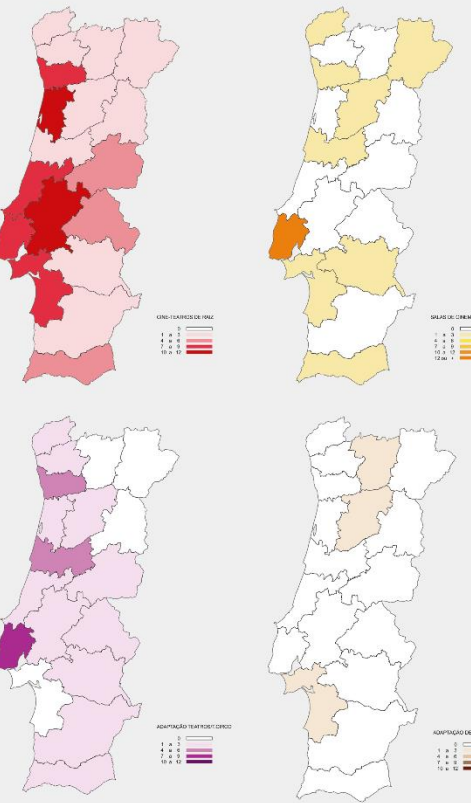 CINE-TEATROS DE RAIZ
0
1 a 3
4 a 6
7 a 9
10 a 12
SALAS DE CINEMA
0
1 a 3
4 a 6
7 a 9
10 a 12
12 ou +
ADAPTAÇÃO TEATROS/T.CIRCO
0
1 a 3
4 a 6
7 a 9
10 a 12
ADAPTAÇÃO DE
0
1 a 3
4 a 6
7 a 9
10 a 12